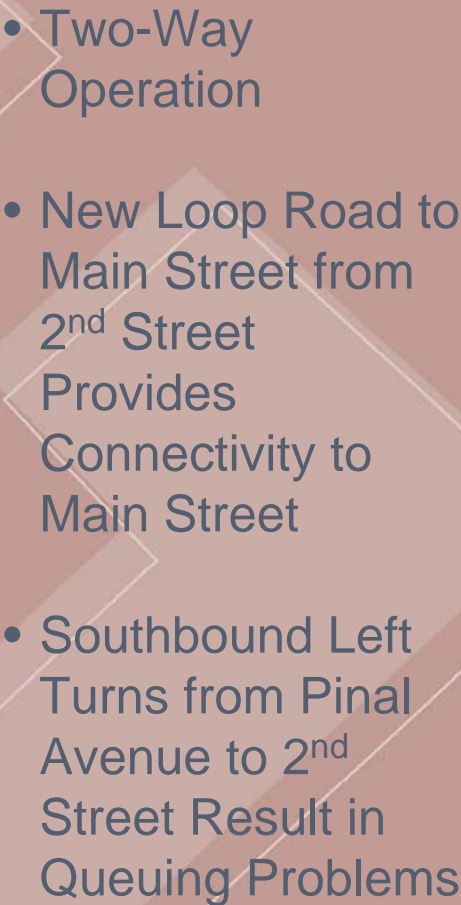 • Two-Way
Operation
• New Loop Road to
Main Street from
2nd Street
Provides
Connectivity to
Main Street
• Southbound Left
Turns from Pinal
Avenue to 2nd
Street Result in
Queuing Problems